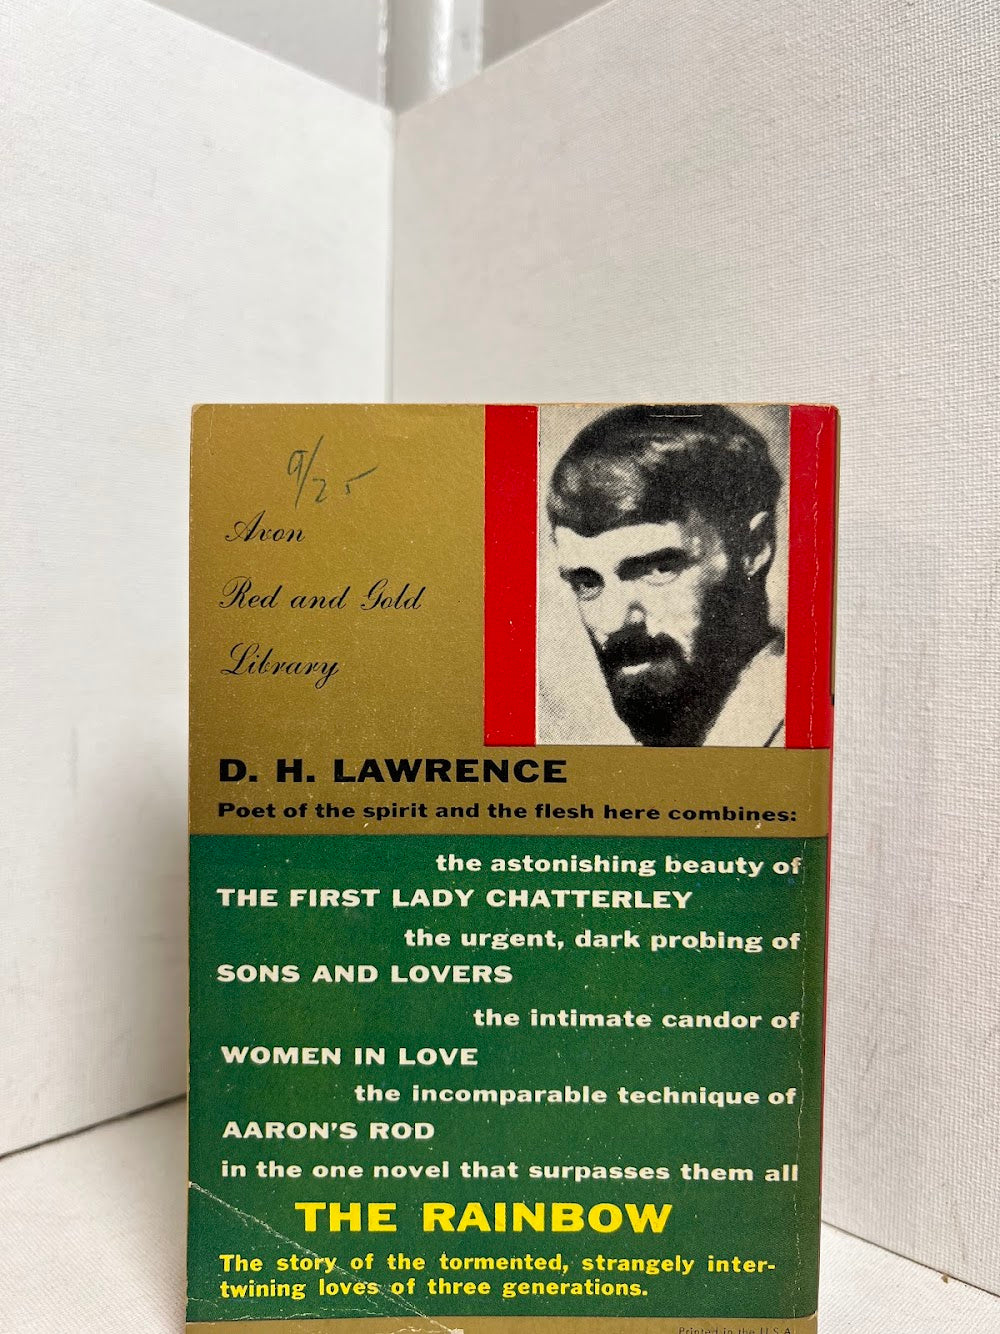 9/25
Avon
Red and Gold
Library
D. H. LAWRENCE
Poet of the spirit and the flesh here combines:
the astonishing beauty of
THE FIRST LADY CHATTERLEY
the urgent, dark probing of
SONS AND LOVERS
the intimate candor of
WOMEN IN LOVE
the incomparable technique of
AARON'S ROD
in the one novel that surpasses them all
THE RAINBOW
The story of the tormented, strangely inter-
twining loves of three generations.
Printed in the U.S.A.